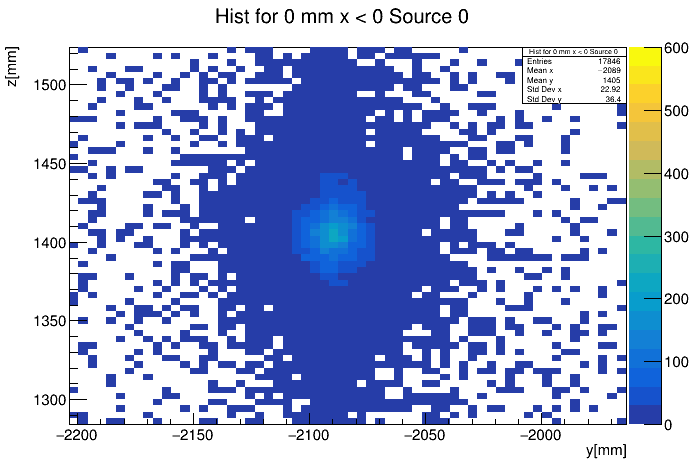 Hist for 0 mm x < 0 Source 0
z[mm]
Hist for 0 mm x < 0 Source 0
Entries 17846
Mean x −2089
Mean y 1405
Std Dev x 22.92
Std Dev y 36.4
1500
1450
1400
1350
1300
−2200 −2150 −2100 −2050 −2000
y[mm]
600
500
400
300
200
100
0